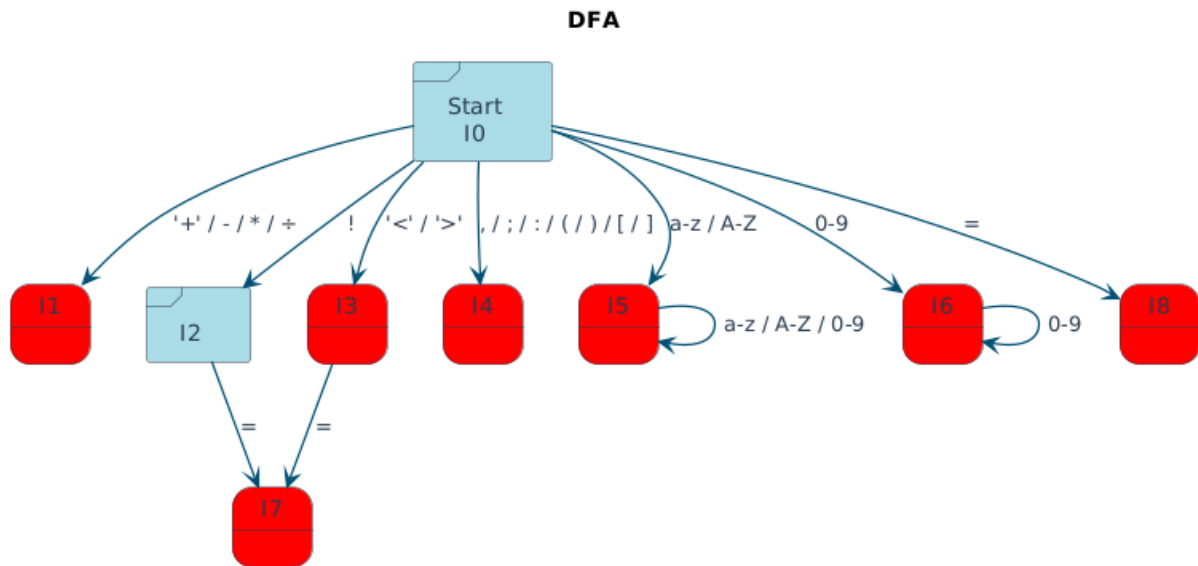 DFA
Start
I0
'+' / - / * / ÷
!
'<' / '>'
, / ; / : / ( / ) / [ / ]
a-z / A-Z
0-9
=
I1
I2
I3
I4
I5
a-z / A-Z / 0-9
I6
0-9
I8
=
=
I7